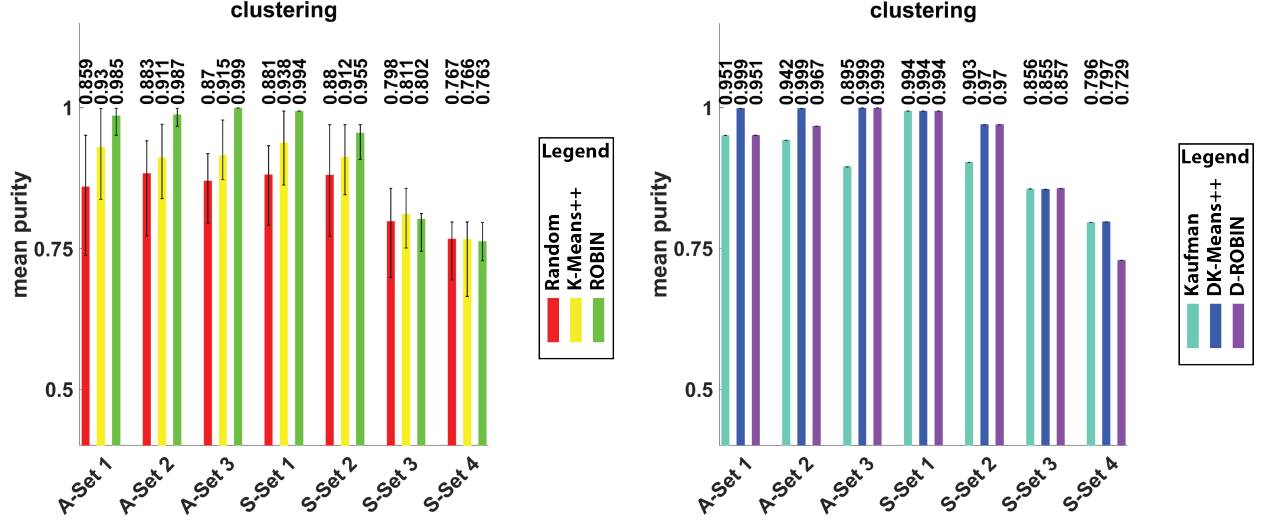 clustering
0.859
0.93
0.985
0.883
0.911
0.987
0.87
0.915
0.999
0.881
0.938
0.994
0.88
0.912
0.955
0.798
0.811
0.802
0.767
0.766
0.763
1
0.75
0.5
mean purity
A-Set 1
A-Set 2
A-Set 3
S-Set 1
S-Set 2
S-Set 3
S-Set 4
Legend
Random
K-Means++
ROBIN
clustering
0.951
0.999
0.951
0.942
0.999
0.967
0.895
0.999
0.999
0.994
0.994
0.994
0.903
0.97
0.97
0.856
0.855
0.857
0.796
0.797
0.729
1
0.75
0.5
mean purity
A-Set 1
A-Set 2
A-Set 3
S-Set 1
S-Set 2
S-Set 3
S-Set 4
Legend
Kaufman
DK-Means++
D-ROBIN